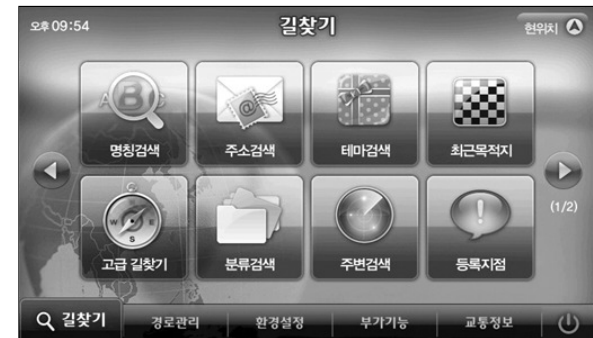 오후 09:54
길찾기
현위치
명칭검색
주소검색
테마검색
최근목적지
(1/2)
고급 길찾기
분류검색
주변검색
등록지점
길찾기
경로관리
환경설정
부가기능
교통정보